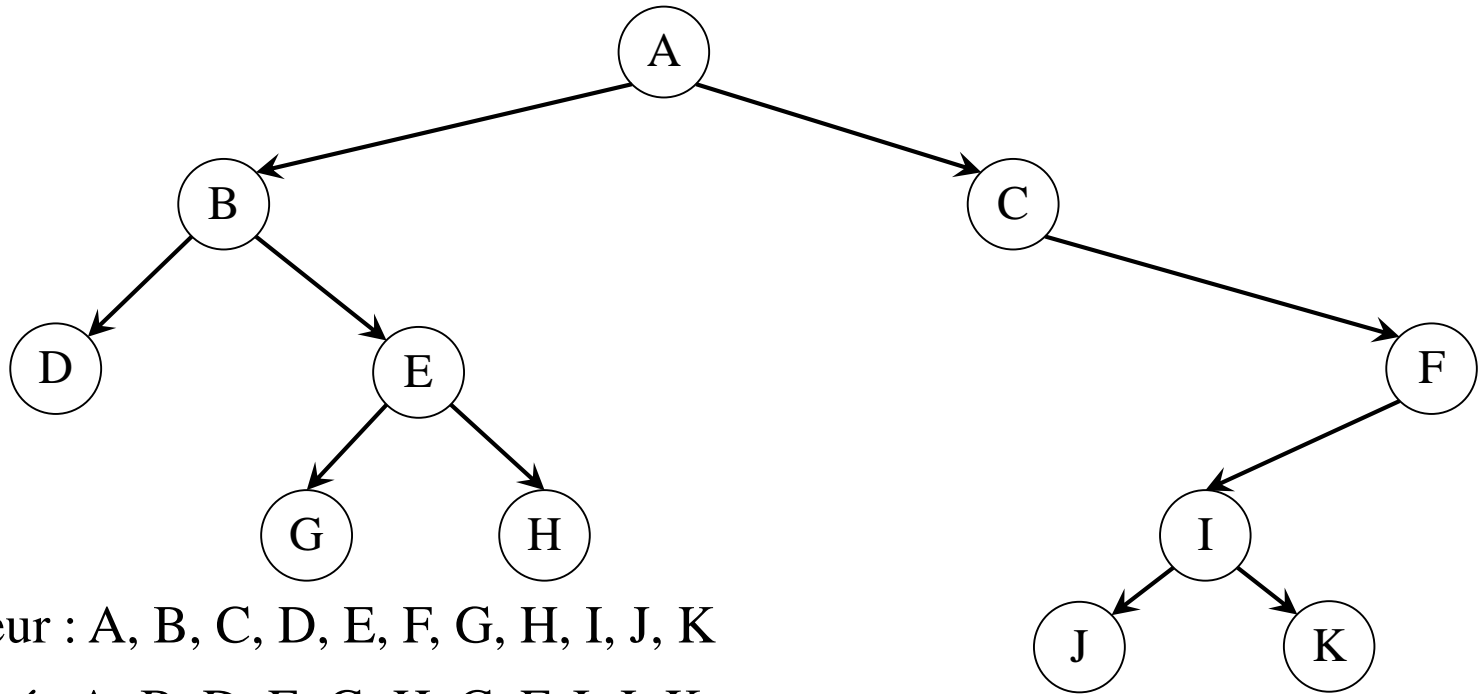 A
B
C
D
E
F
G
H
I
eur : A, B, C, D, E, F, G, H, I, J, K
J
K
A, B, D, E, G, H, C, F, I, J, K